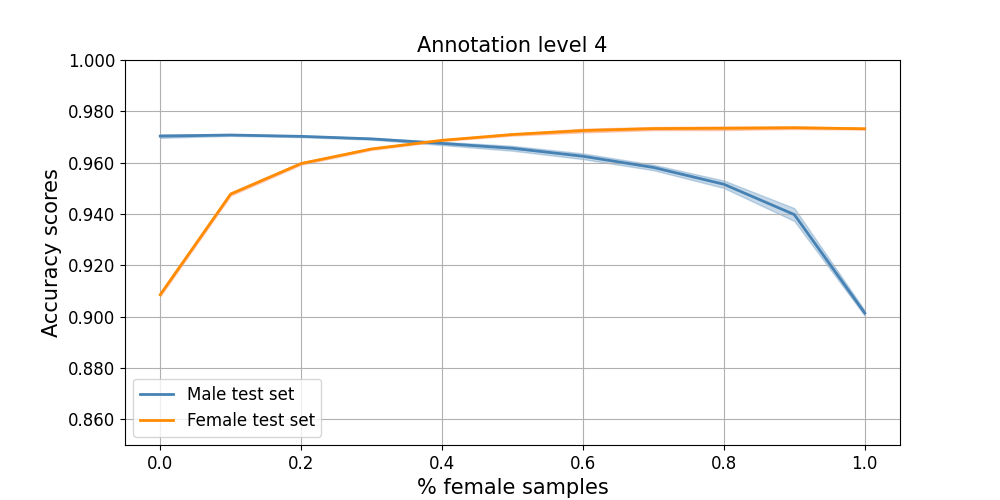 Annotation level 4
Accuracy scores
1.000
0.980
0.960
0.940
0.920
0.900
0.880
0.860
Male test set
Female test set
0.0 0.2 0.4 0.6 0.8 1.0
% female samples